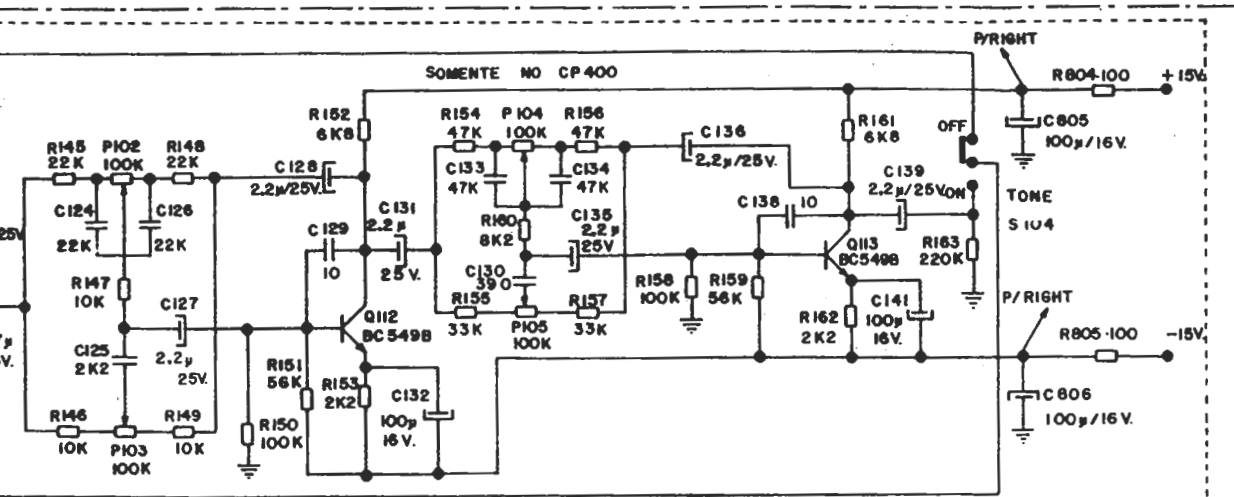 P/RIGHT
SOMENTE NO CP400
R804·100
+15V.
R152
6K8
R154
47K
P104
100K
R156
47K
C136
2,2µ/25V.
R161
6K8
OFF
C805
100µ/16V.
R145
22K
P102
100K
R148
22K
C128
2.2µ/25V.
C133
47K
C134
47K
C139
2,2µ/25V.
ON
TONE
S104
C124
22K
C126
22K
25V
C131
2.2µ
25V.
R160
8K2
C135
2.2µ
25V
C138
10
C129
10
Q113
BC549B
R163
220K
R147
10K
C127
2.2µ
25V.
C130
390
R155
33K
P105
100K
R157
33K
R158
100K
R159
56K
R162
2K2
C141
100µ
16V.
P/RIGHT
R805·100
-15V.
Q112
BC549B
C125
2K2
R151
56K
R153
2K2
C132
100µ
16V.
C806
100µ/16V.
R146
10K
P103
100K
R149
10K
R150
100K